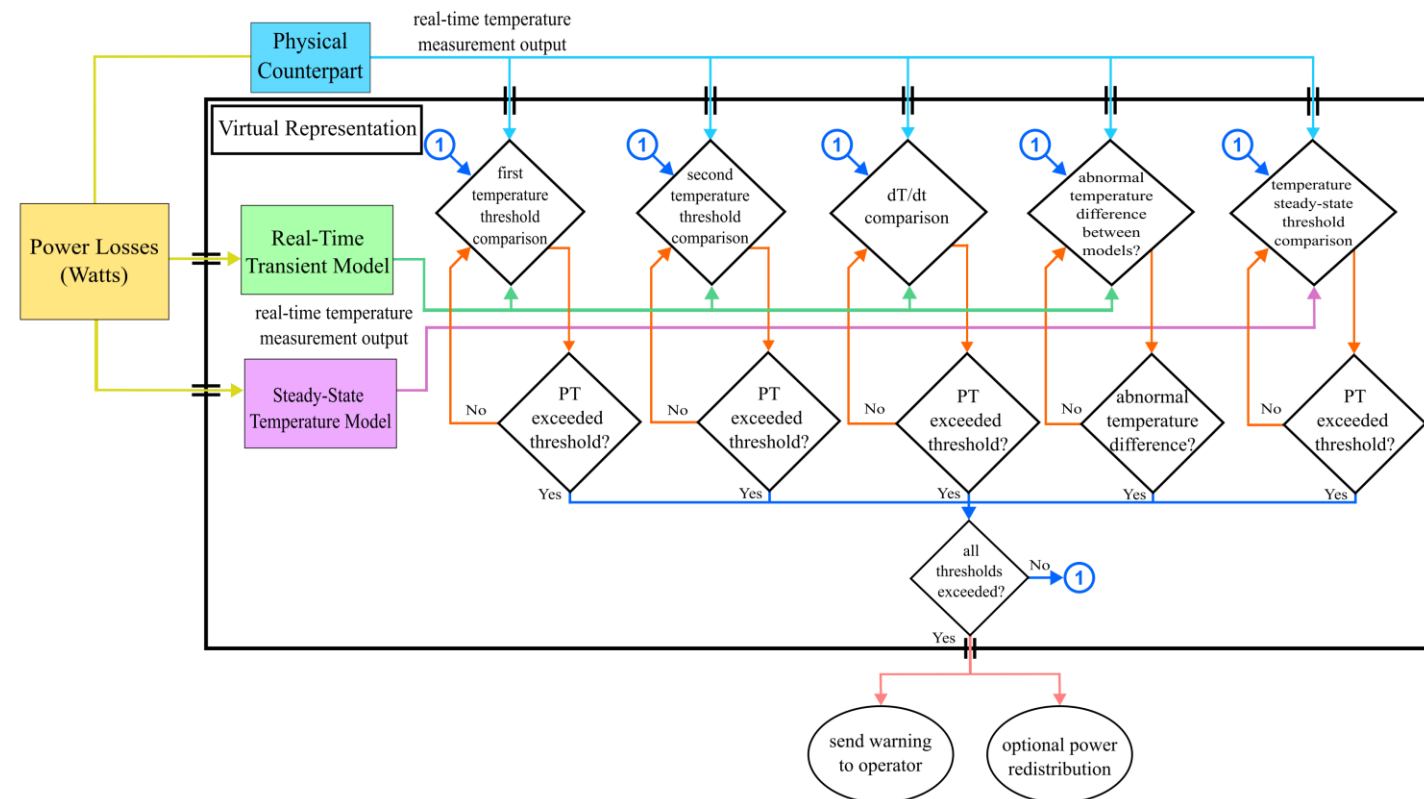 real-time temperature
measurement output
Physical
Counterpart
Virtual Representation
1
1
1
1
1
first
temperature
threshold
comparison
second
temperature
threshold
comparison
dT/dt
comparison
abnormal
temperature
difference
between
models?
temperature
steady-state
threshold
comparison
Power Losses
(Watts)
Real-Time
Transient Model
real-time temperature
measurement output
Steady-State
Temperature Model
No
PT
exceeded
threshold?
Yes
No
PT
exceeded
threshold?
Yes
No
PT
exceeded
threshold?
Yes
No
abnormal
temperature
difference?
Yes
No
PT
exceeded
threshold?
Yes
all
thresholds
exceeded?
No
1
Yes
send warning
to operator
optional power
redistribution